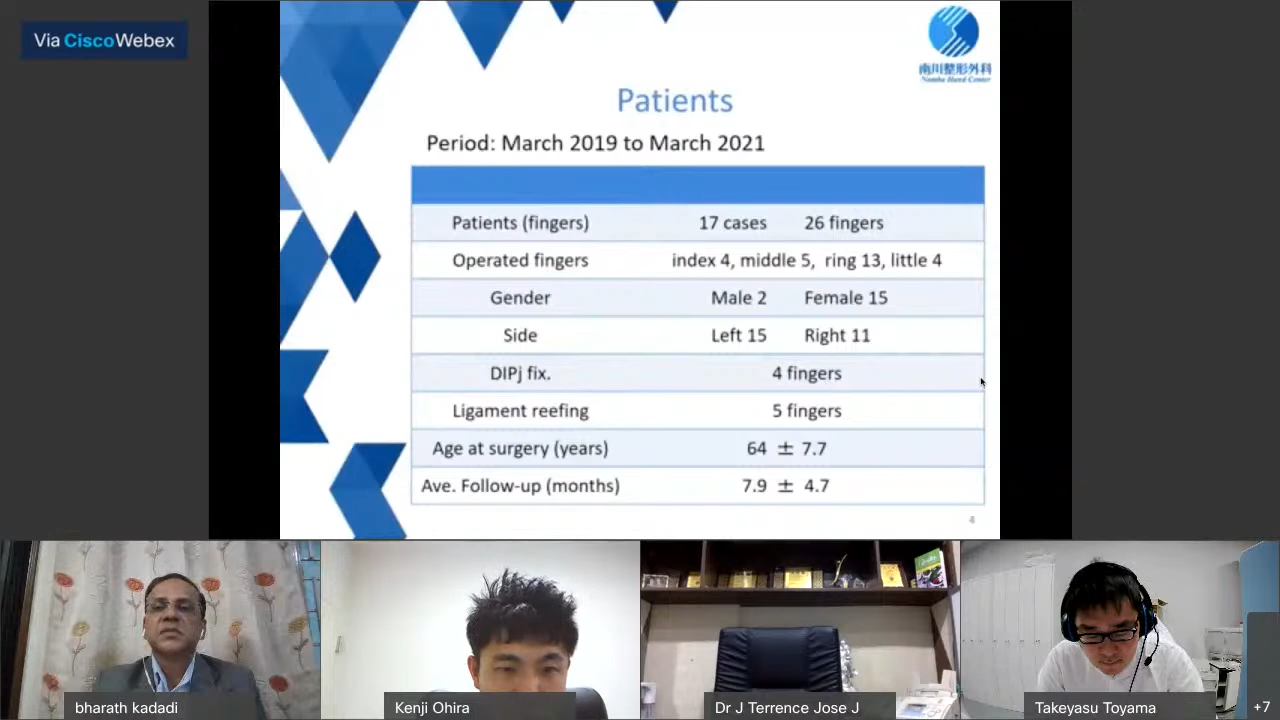 Via CiscoWebex
南川整形外科
Namba Hand Center
Patients
Period: March 2019 to March 2021
Patients (fingers) 17 cases 26 fingers
Operated fingers index 4, middle 5, ring 13, little 4
Gender Male 2 Female 15
Side Left 15 Right 11
DIPj fix. 4 fingers
Ligament reefing 5 fingers
Age at surgery (years) 64 ± 7.7
Ave. Follow-up (months) 7.9 ± 4.7
4
bharath kadadi
Kenji Ohira
Dr J Terrence Jose J
Takeyasu Toyama
+7